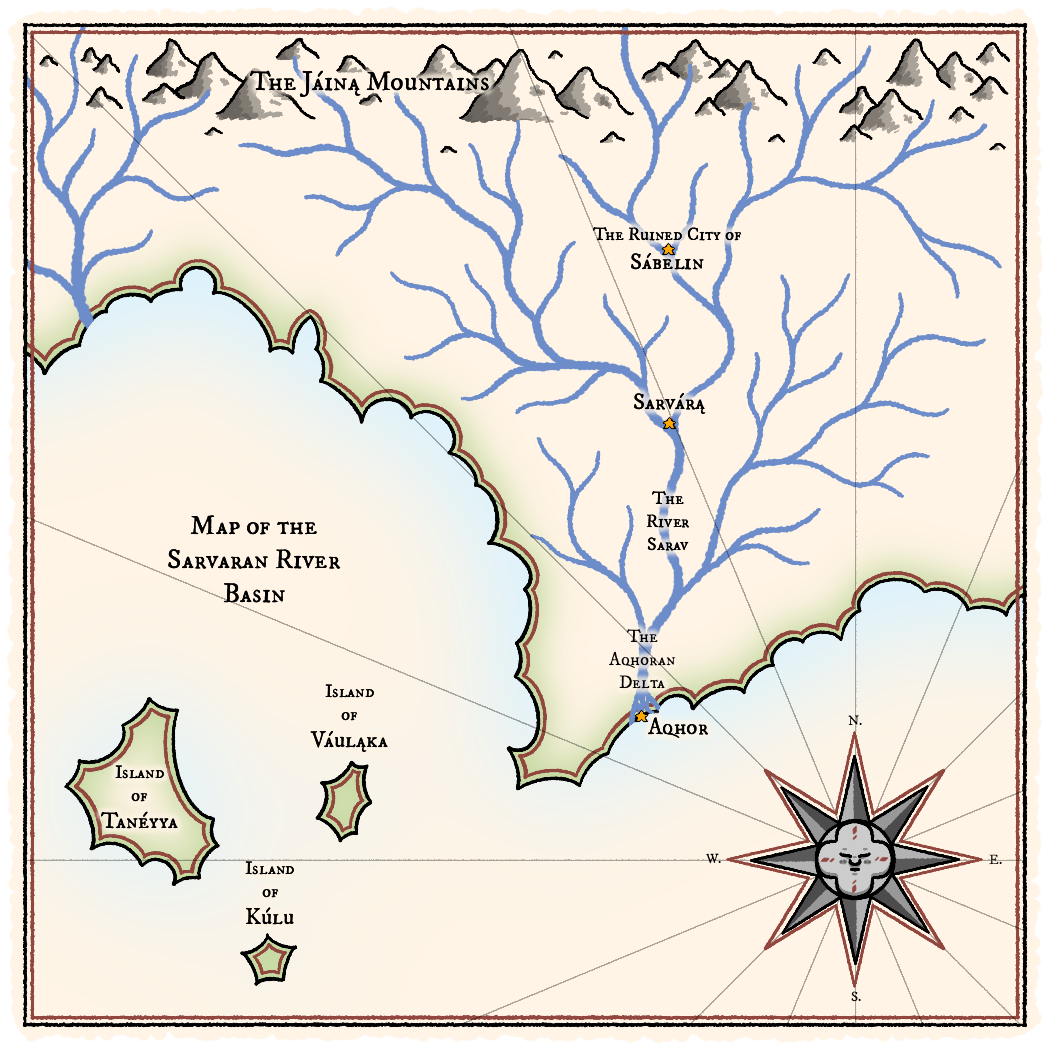 The Jáiną Mountains
The Ruined City of
Sábelin
Sarvárą
The
River
Sarav
Map of the
Sarvaran River
Basin
The
Aqhoran
Delta
Aqhor
Island
of
Váuląka
Island
of
Tanéyya
Island
of
Kúlu
N.
W.
E.
S.